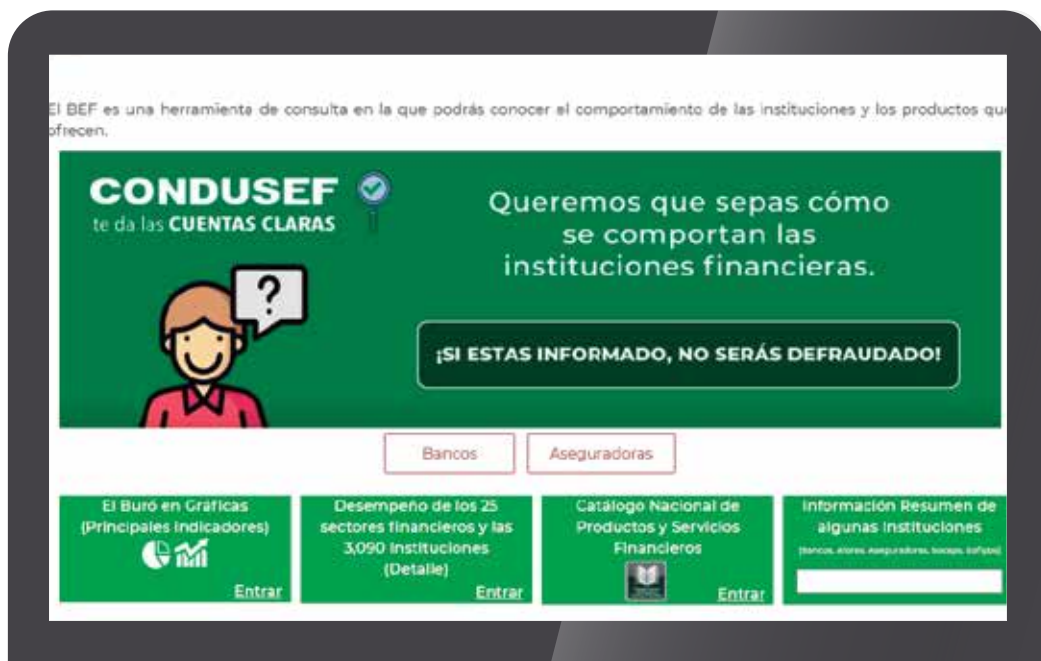 El BEF es una herramienta de consulta en la que podrás conocer el comportamiento de las instituciones y los productos que
ofrecen.
CONDUSEF
te da las CUENTAS CLARAS
Queremos que sepas cómo
se comportan las
instituciones financieras.
?
¡SI ESTAS INFORMADO, NO SERÁS DEFRAUDADO!
Bancos
Aseguradoras
El Buró en Gráficas
(Principales Indicadores)
Entrar
Desempeño de los 25
sectores financieros y las
3,090 Instituciones
(Detalle)
Entrar
Catálogo Nacional de
Productos y Servicios
Financieros
Entrar
Información Resumen de
algunas Instituciones